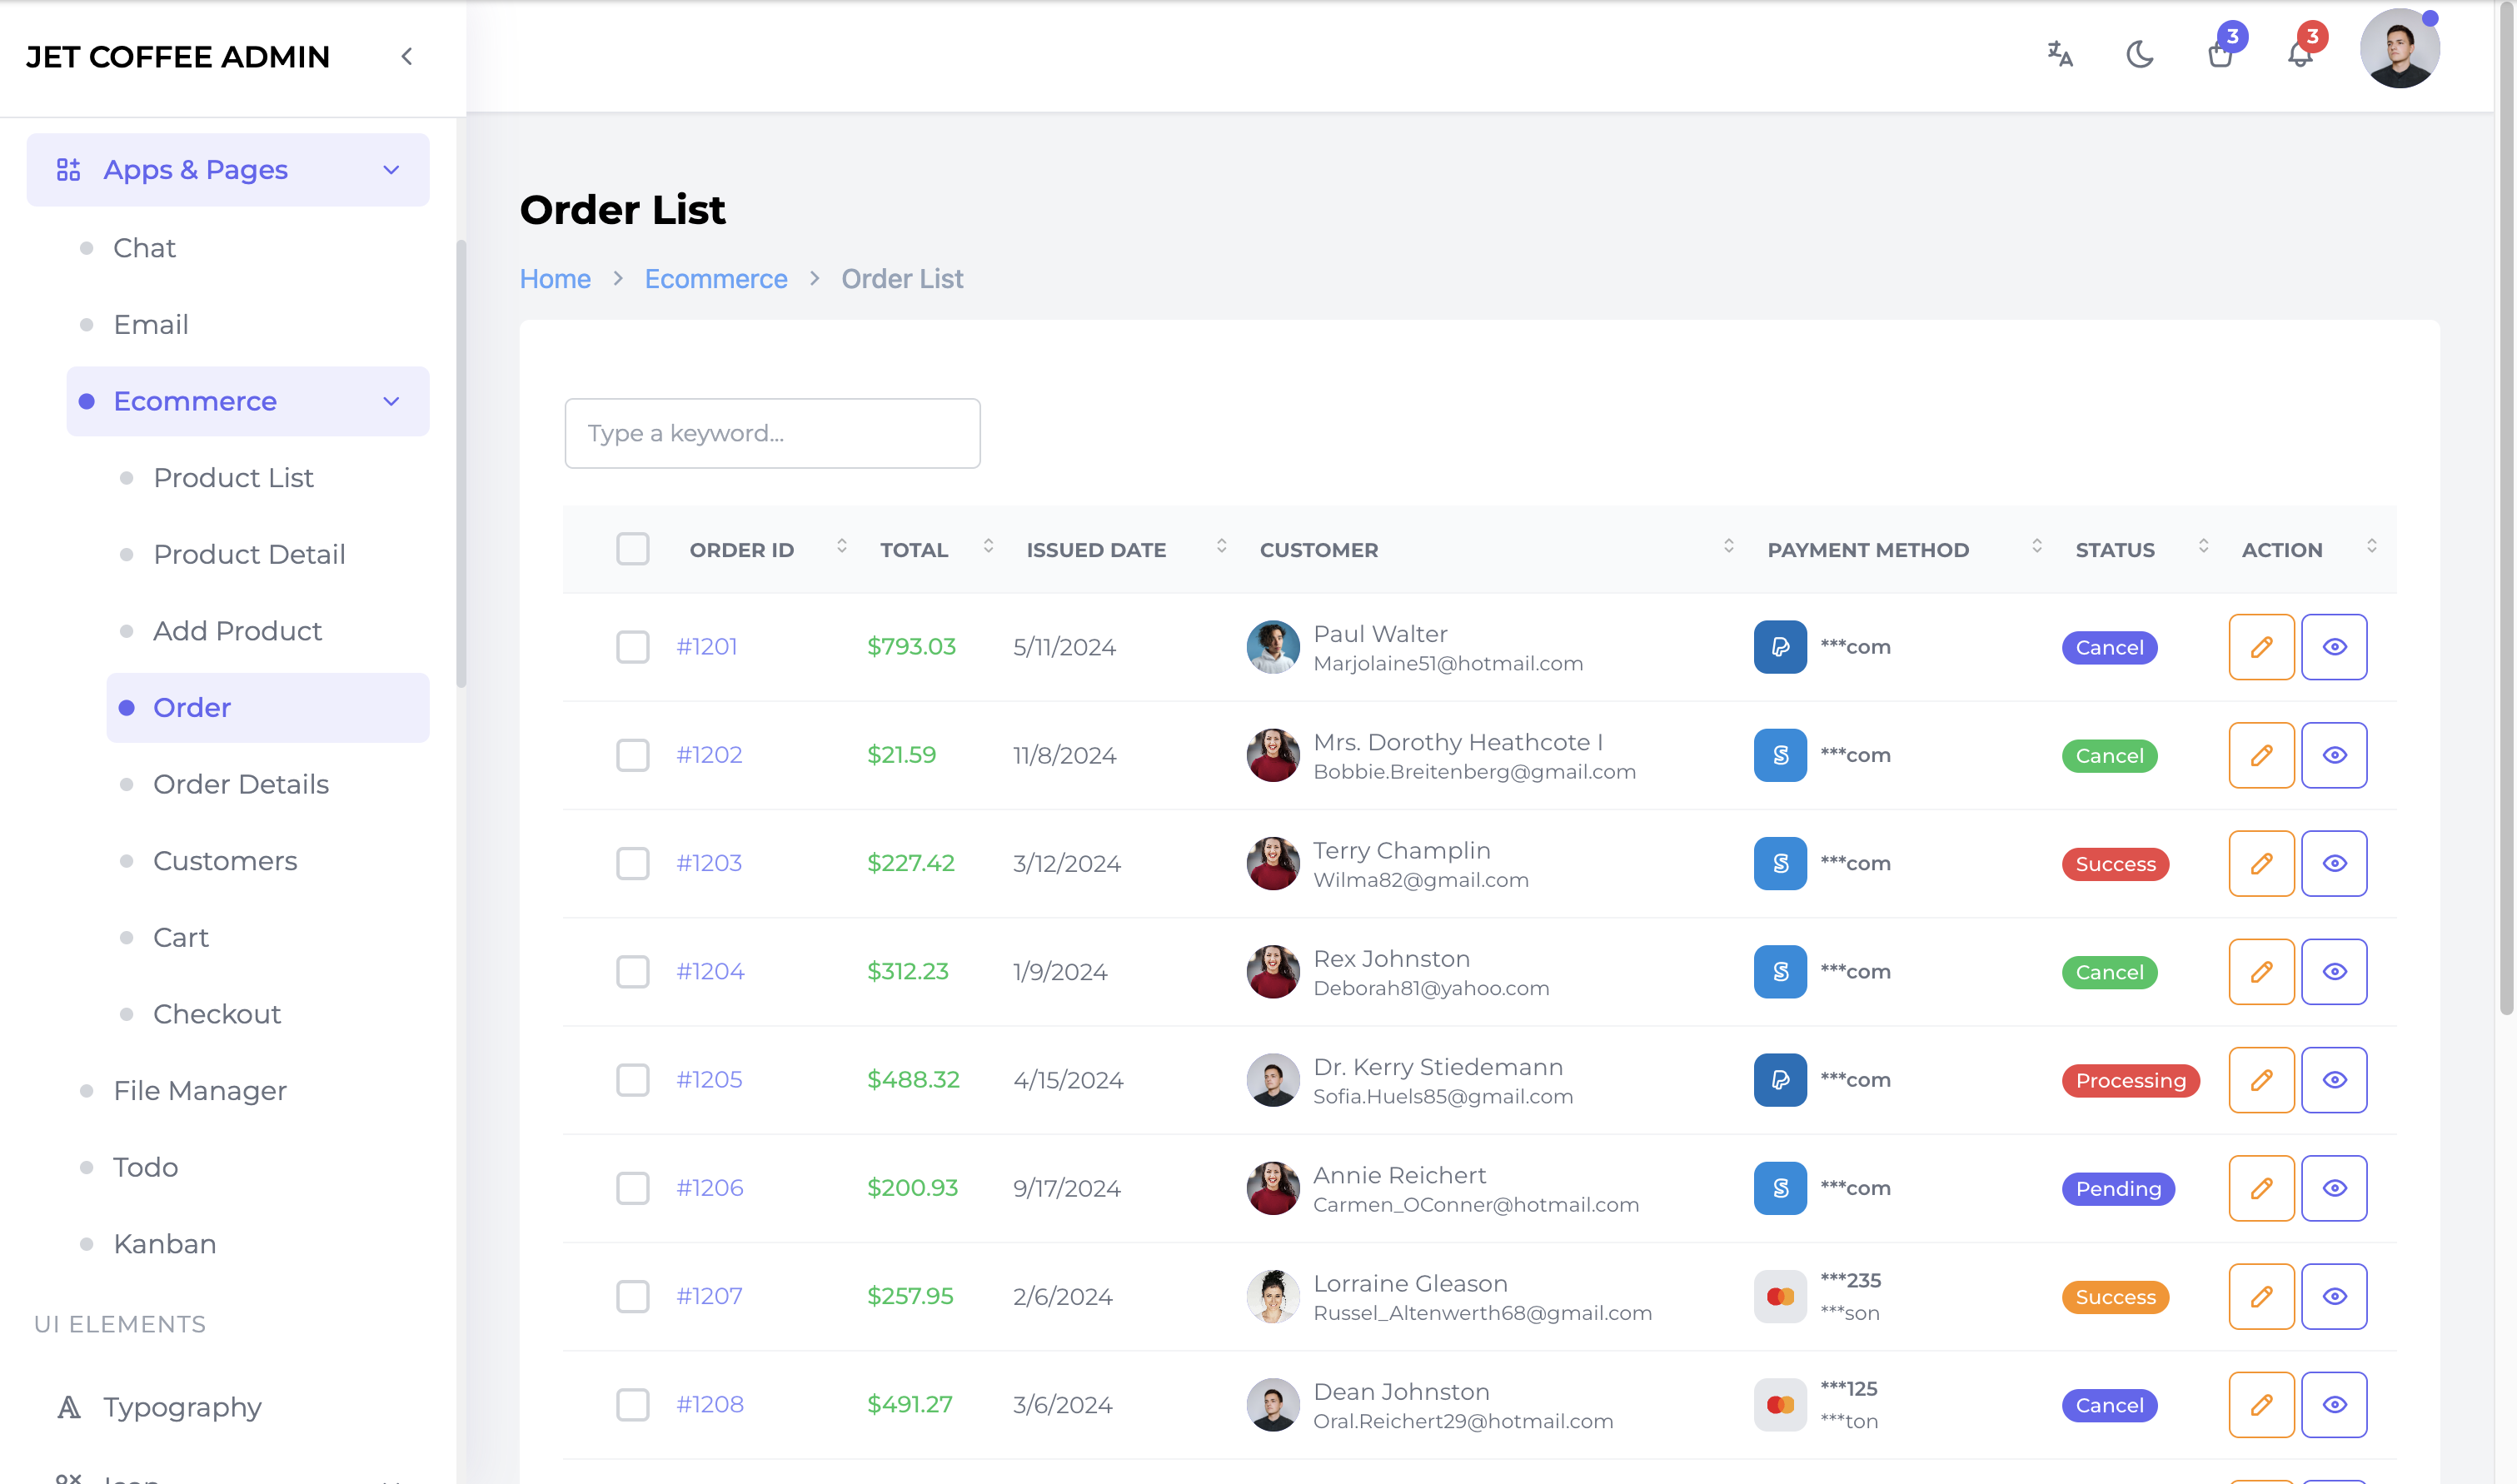 JET COFFEE ADMIN
3
3
Apps & Pages
Chat
Email
Ecommerce
Product List
Product Detail
Add Product
Order
Order Details
Customers
Cart
Checkout
File Manager
Todo
Kanban
UI ELEMENTS
Typography
Order List
Home > Ecommerce > Order List
Type a keyword...
ORDER ID TOTAL ISSUED DATE CUSTOMER PAYMENT METHOD STATUS ACTION
#1201 $793.03 5/11/2024 Paul Walter ***com Cancel
Marjolaine51@hotmail.com
#1202 $21.59 11/8/2024 Mrs. Dorothy Heathcote I ***com Cancel
Bobbie.Breitenberg@gmail.com
#1203 $227.42 3/12/2024 Terry Champlin ***com Success
Wilma82@gmail.com
#1204 $312.23 1/9/2024 Rex Johnston ***com Cancel
Deborah81@yahoo.com
#1205 $488.32 4/15/2024 Dr. Kerry Stiedemann ***com Processing
Sofia.Huels85@gmail.com
#1206 $200.93 9/17/2024 Annie Reichert ***com Pending
Carmen_OConner@hotmail.com
#1207 $257.95 2/6/2024 Lorraine Gleason ***235 Success
Russel_Altenwerth68@gmail.com ***son
#1208 $491.27 3/6/2024 Dean Johnston ***125 Cancel
Oral.Reichert29@hotmail.com ***ton